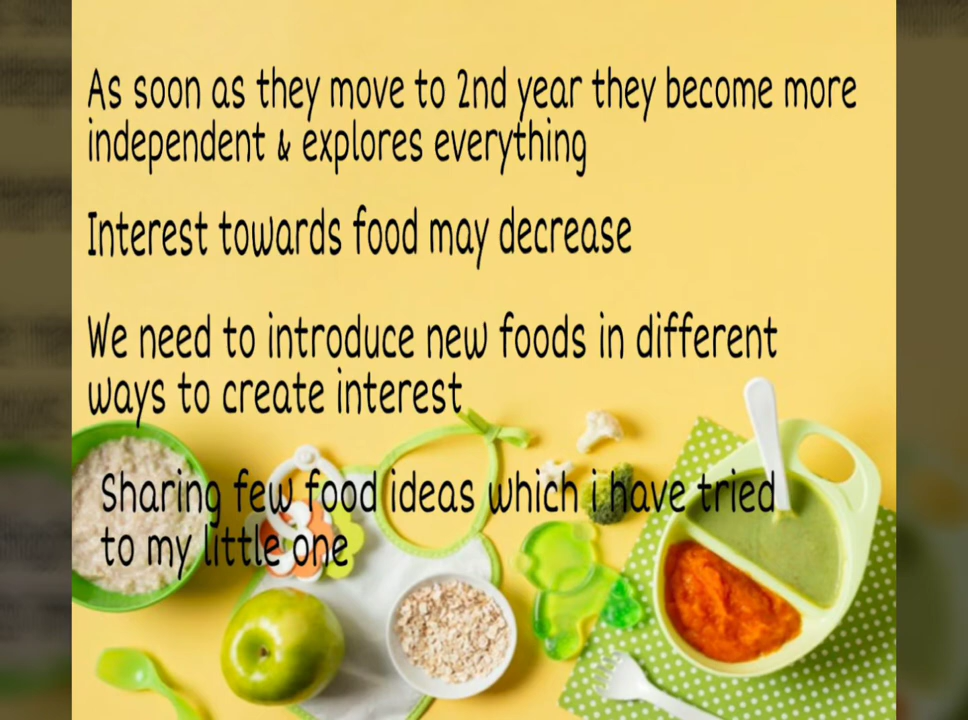 As soon as they move to 2nd year they become more
independent & explores everything
Interest towards food may decrease
We need to introduce new foods in different
ways to create interest
Sharing few food ideas which i have tried
to my little one